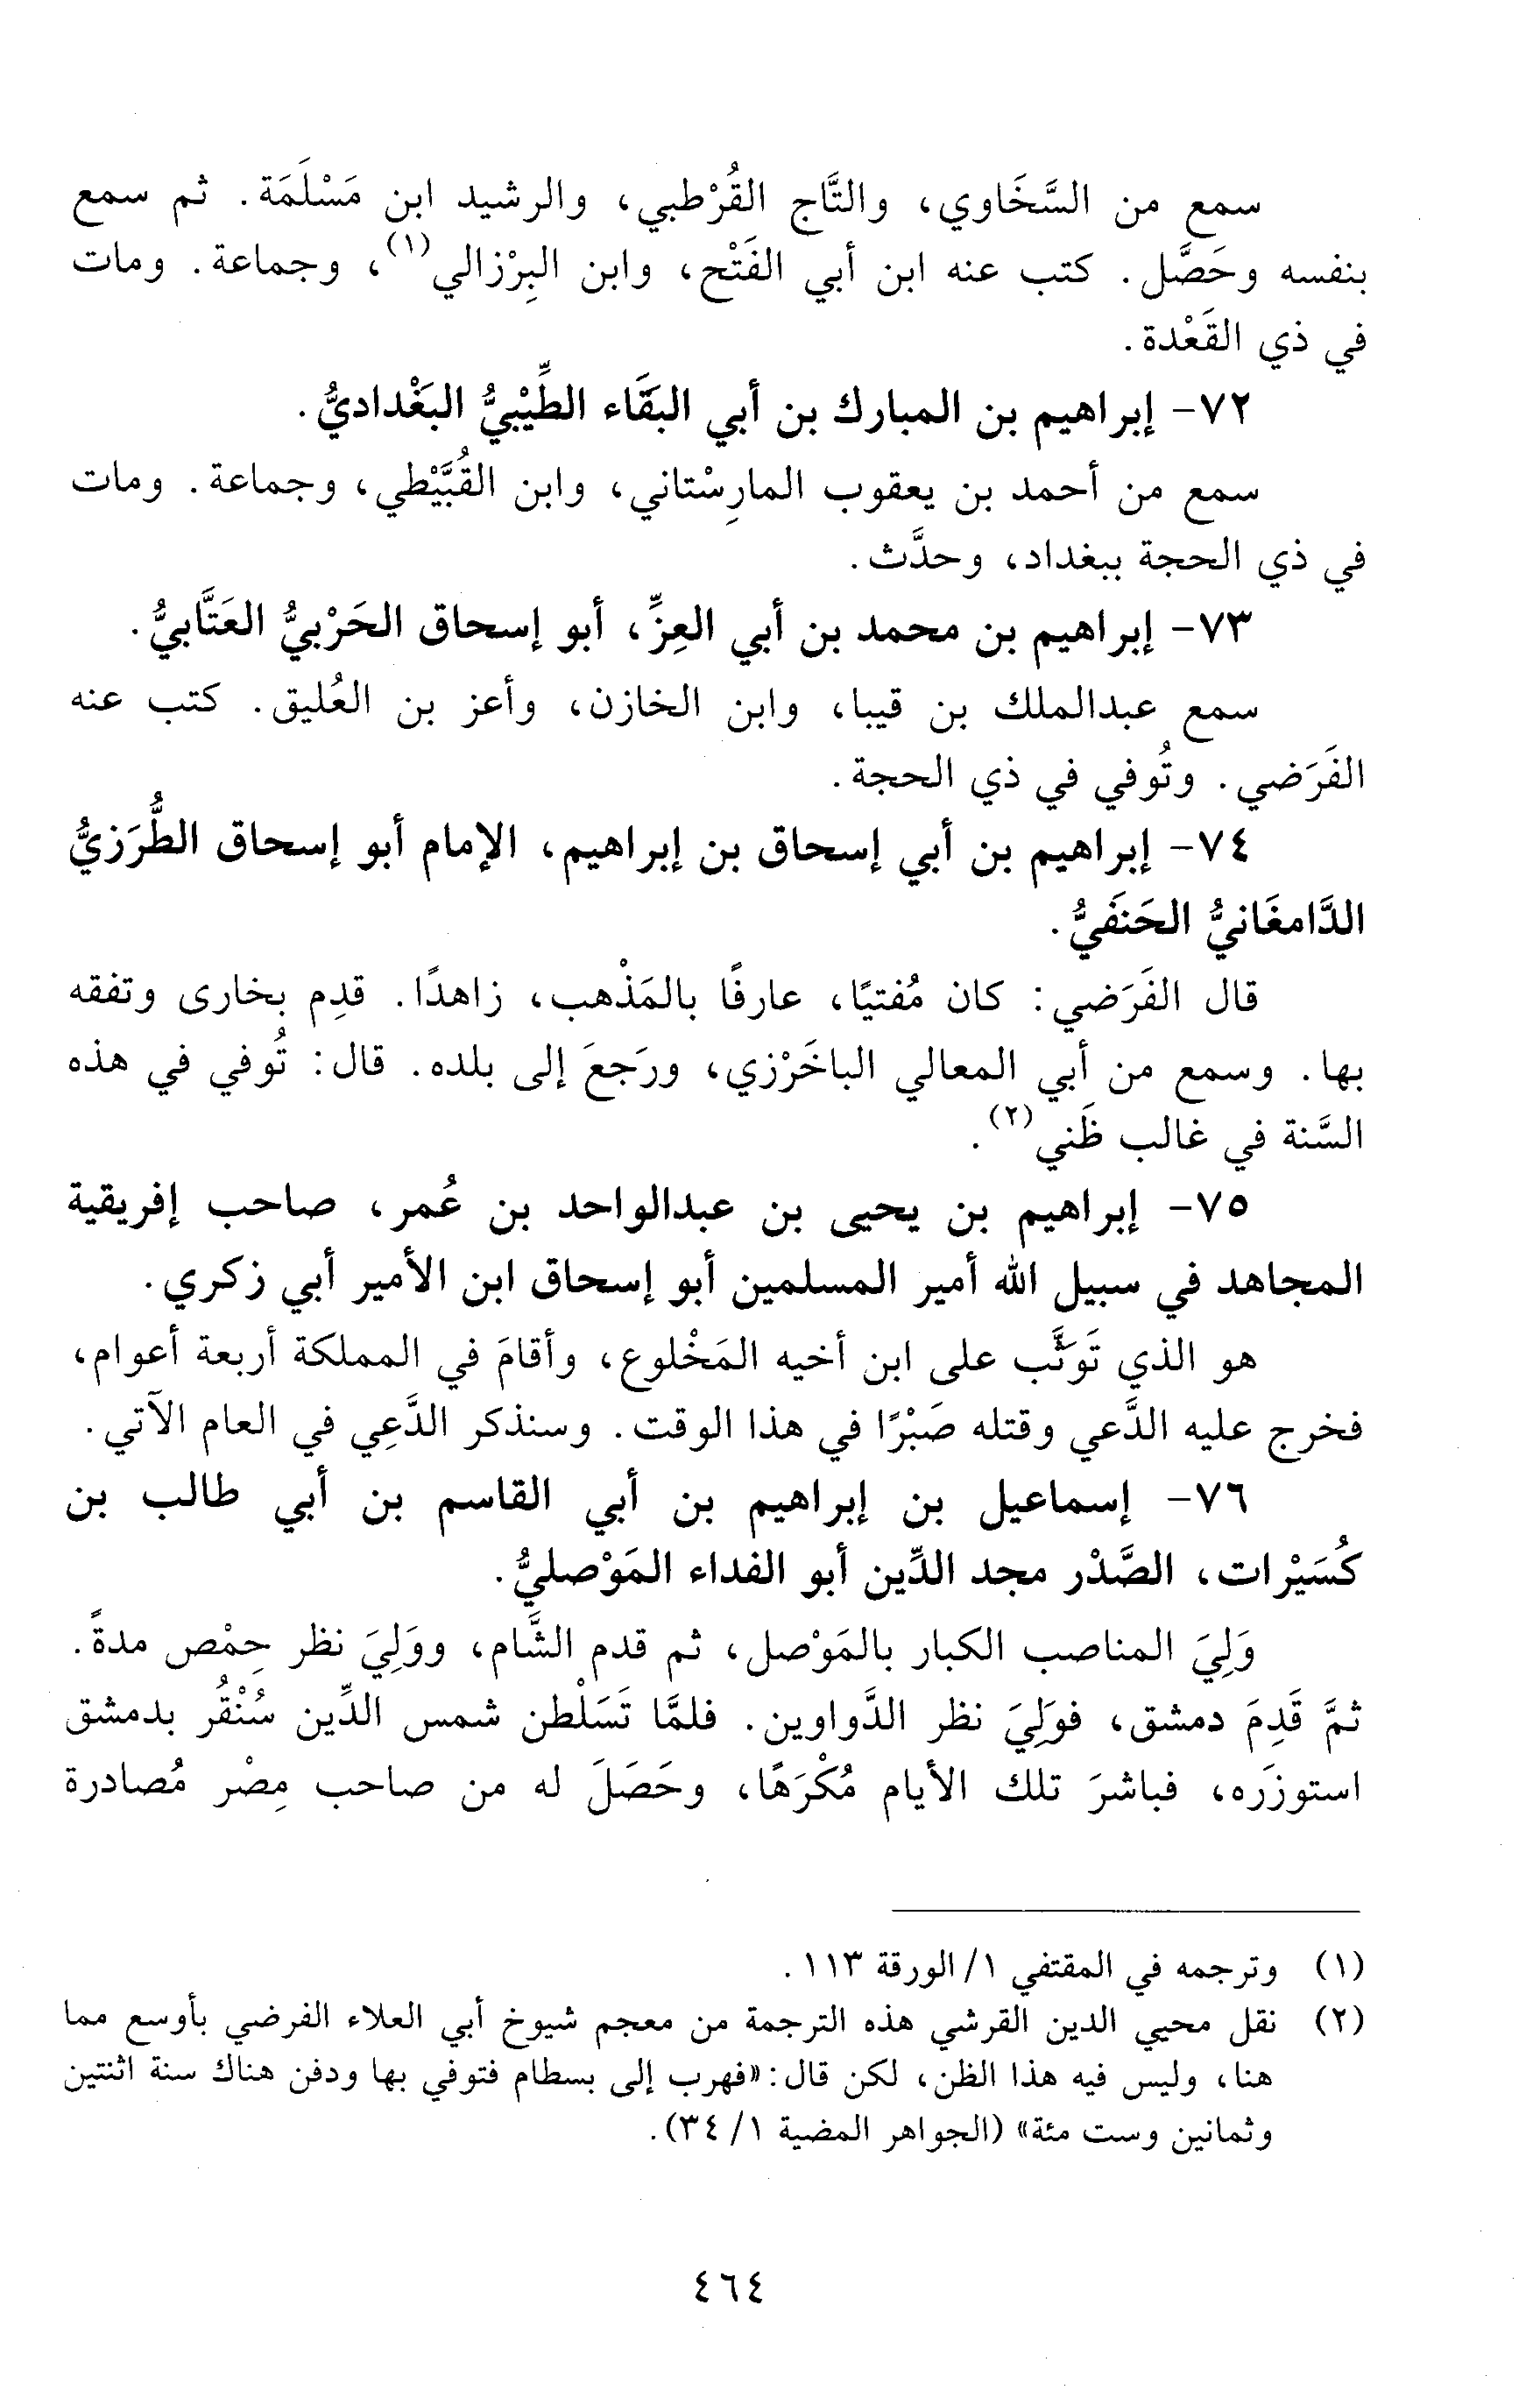 سمع من السَّخَاوي، والتَّاج القُرْطبي، والرشيد ابن مَسْلَمَة. ثم سمع
بنفسه وحَصَّل. كتب عنه ابن أبي الفَتْح، وابن البِرْزالي(١)، وجماعة. ومات
في ذي القَعْدة.
٧٢- إبراهيم بن المبارك بن أبي البَقَاء الطِّيْبيُّ البَغْداديُّ.
سمع من أحمد بن يعقوب المارِسْتاني، وابن القُبَّيْطي، وجماعة. ومات
في ذي الحجة ببغداد، وحدَّث.
٧٣- إبراهيم بن محمد بن أبي العِزِّ، أبو إسحاق الحَرْبيُّ العَتَّابيُّ.
سمع عبدالملك بن قيبا، وابن الخازن، وأعز بن العُليق. كتب عنه
الفَرَضي. وتُوفي في ذي الحجة.
٧٤- إبراهيم بن أبي إسحاق بن إبراهيم، الإمام أبو إسحاق الطُّرَزيُّ
الدَّامغَانيُّ الحَنَفيُّ.
قال الفَرَضي: كان مُفتيًا، عارفًا بالمَذْهب، زاهدًا. قدِم بخارى وتفقه
بها. وسمع من أبي المعالي الباخَرْزي، ورَجعَ إلى بلده. قال: تُوفي في هذه
السَّنة في غالب ظَني(٢).
٧٥- إبراهيم بن يحيى بن عبدالواحد بن عُمر، صاحب إفريقية
المجاهد في سبيل الله أمير المسلمين أبو إسحاق ابن الأمير أبي زكري.
هو الذي تَوَثَّب على ابن أخيه المَخْلوع، وأقامَ في المملكة أربعة أعوام،
فخرج عليه الدَّعي وقتله صَبْرًا في هذا الوقت. وسنذكر الدَّعِي في العام الآتي.
٧٦- إسماعيل بن إبراهيم بن أبي القاسم بن أبي طالب بن
كُسَيْرات، الصَّدْر مجد الدِّين أبو الفداء المَوْصليُّ.
وَلِيَ المناصب الكبار بالمَوْصل، ثم قدم الشَّام، ووَلِيَ نظر حِمْص مدةً.
ثمَّ قَدِمَ دمشق، فوَلِيَ نظر الدَّواوين. فلمَّا تَسَلْطن شمس الدِّين سُنْقُر بدمشق
استوزَره، فباشرَ تلك الأيام مُكْرَهًا، وحَصَلَ له من صاحب مِصْر مُصادرة
(١) وترجمه في المقتفي ١/ الورقة ١١٣.
(٢) نقل محيي الدين القرشي هذه الترجمة من معجم شيوخ أبي العلاء الفرضي بأوسع مما
هنا، وليس فيه هذا الظن، لكن قال: «فهرب إلى بسطام فتوفي بها ودفن هناك سنة اثنتين
وثمانين وست مئة» (الجواهر المضية ١/ ٣٤).
٤٦٤